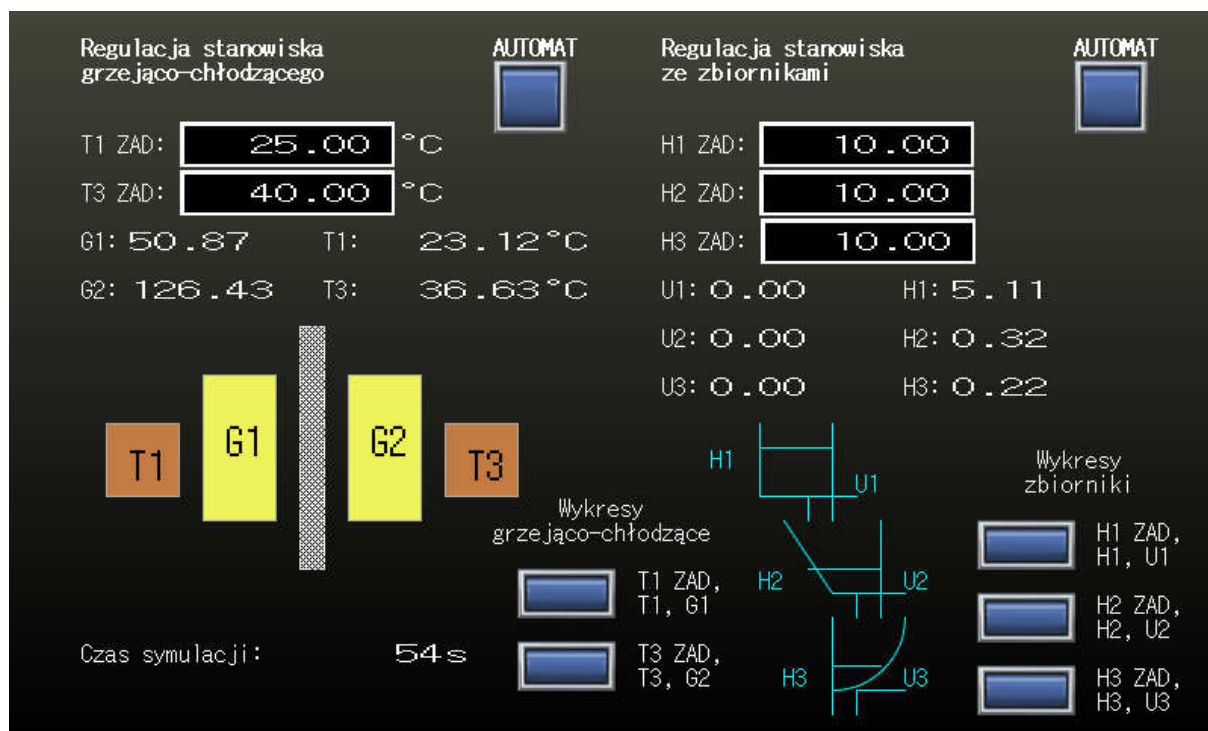 Regulacja stanowiska
grzejąco-chłodzącego
AUTOMAT
T1 ZAD: 25.00 °C
T3 ZAD: 40.00 °C
G1: 50.87 T1: 23.12°C
G2: 126.43 T3: 36.63°C
T1
G1
G2
T3
Wykresy
grzejąco-chłodzące
T1 ZAD,
T1, G1
T3 ZAD,
T3, G2
Czas symulacji: 54s
Regulacja stanowiska
ze zbiornikami
AUTOMAT
H1 ZAD: 10.00
H2 ZAD: 10.00
H3 ZAD: 10.00
U1: 0.00 H1: 5.11
U2: 0.00 H2: 0.32
U3: 0.00 H3: 0.22
H1
U1
H2
U2
H3
U3
Wykresy
zbiorniki
H1 ZAD,
H1, U1
H2 ZAD,
H2, U2
H3 ZAD,
H3, U3